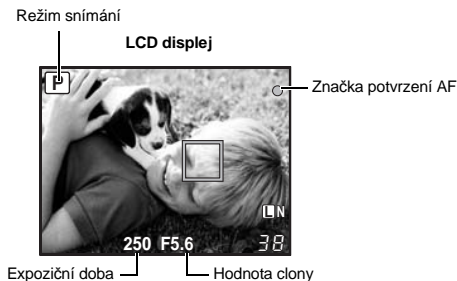 Režim snímání
LCD displej
P
Značka potvrzení AF
L N
250 F5.6 38
Expoziční doba
Hodnota clony